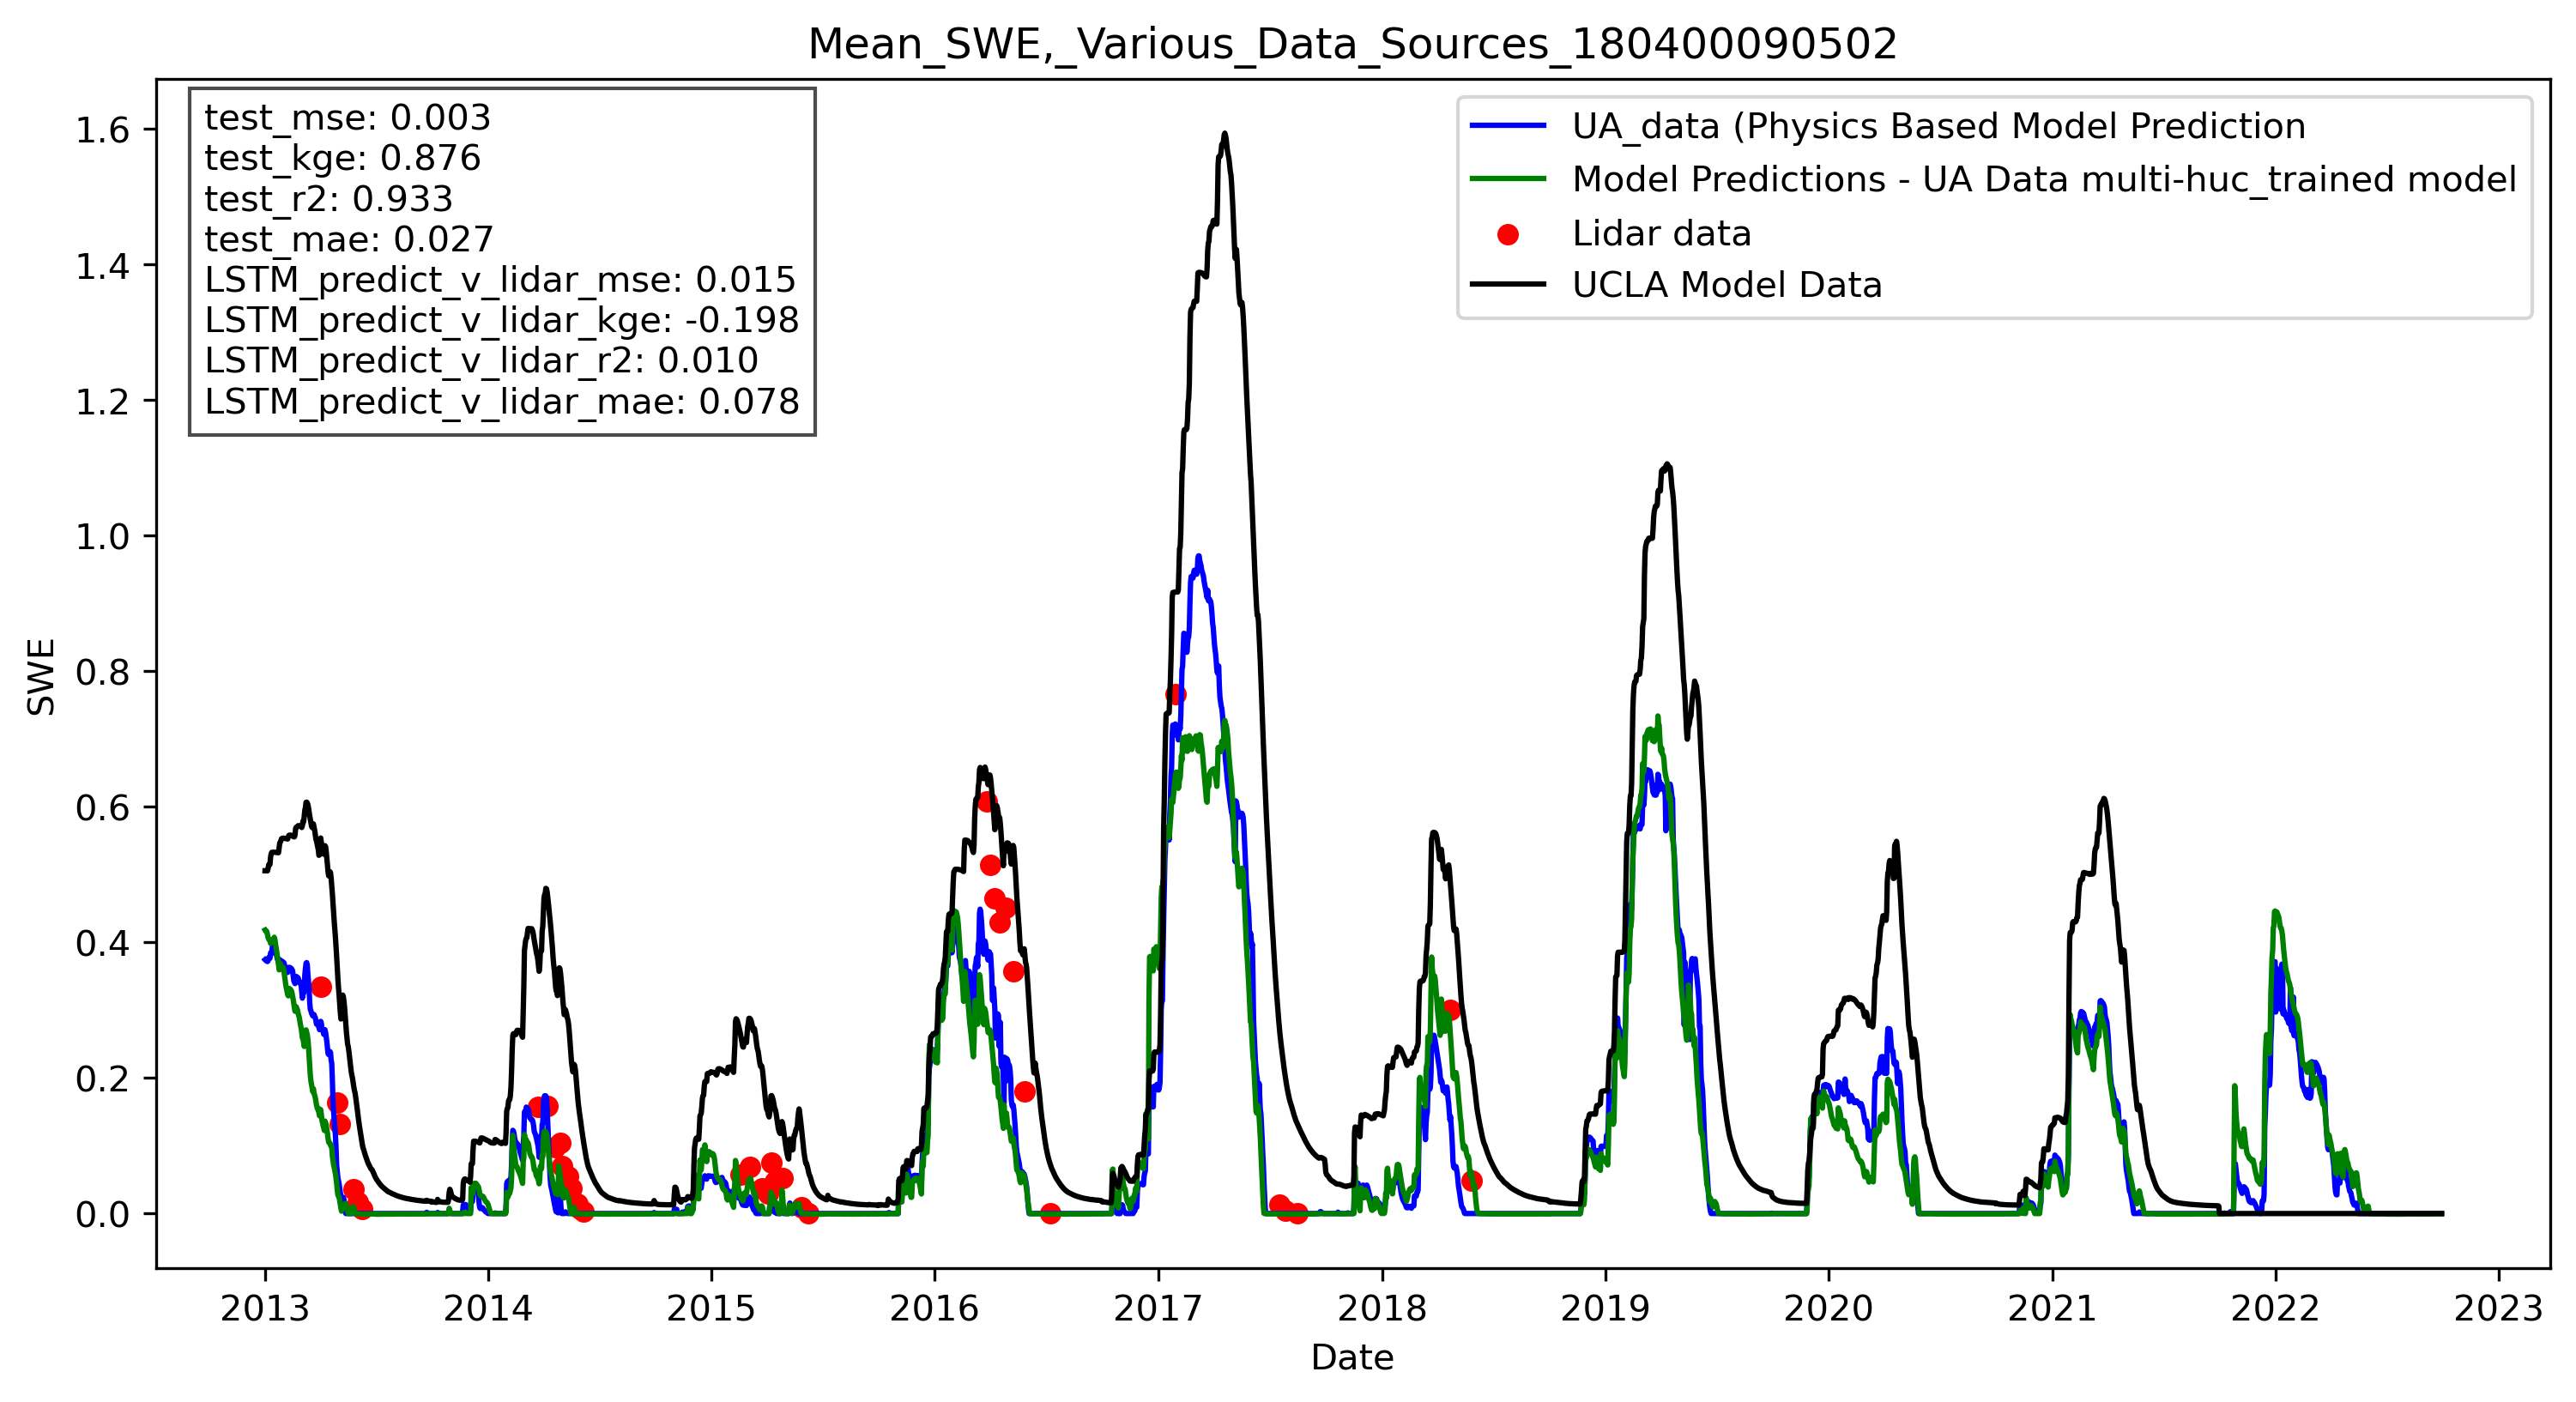 Mean_SWE,_Various_Data_Sources_180400090502
test_mse: 0.003
test_kge: 0.876
test_r2: 0.933
test_mae: 0.027
LSTM_predict_v_lidar_mse: 0.015
LSTM_predict_v_lidar_kge: -0.198
LSTM_predict_v_lidar_r2: 0.010
LSTM_predict_v_lidar_mae: 0.078
UA_data (Physics Based Model Prediction
Model Predictions - UA Data multi-huc_trained model
Lidar data
UCLA Model Data
SWE
1.6
1.4
1.2
1.0
0.8
0.6
0.4
0.2
0.0
2013 2014 2015 2016 2017 2018 2019 2020 2021 2022 2023
Date